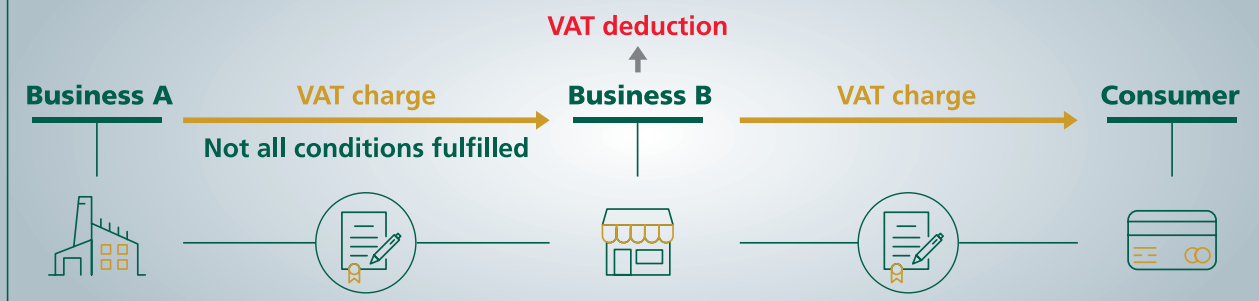 VAT deduction
Business A
VAT charge
Business B
VAT charge
Consumer
Not all conditions fulfilled